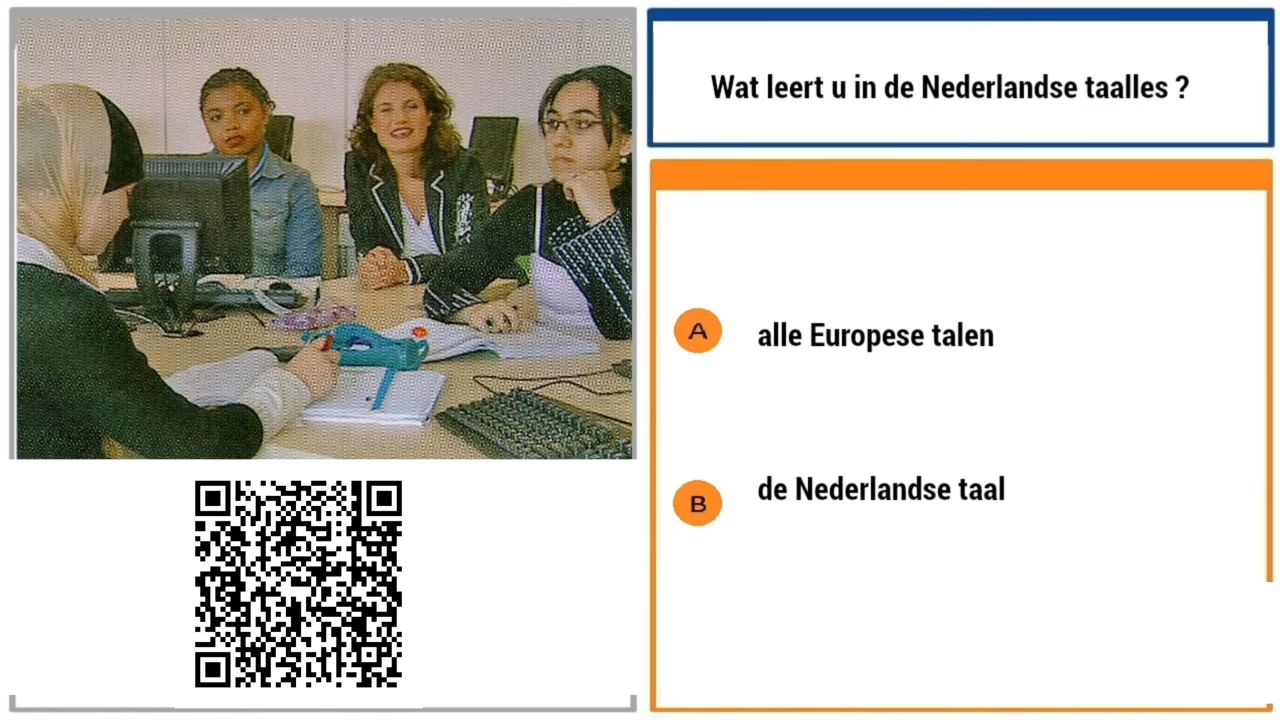 Wat leert u in de Nederlandse taalles ?
A alle Europese talen
B de Nederlandse taal